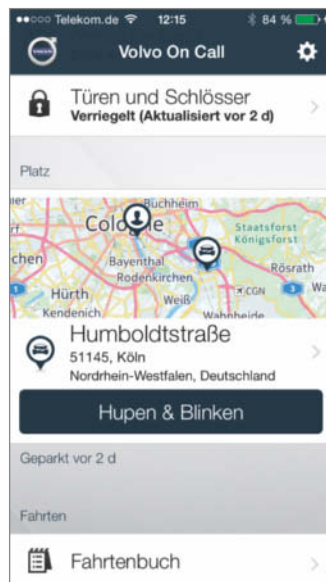 Telekom.de 12:15 84 %
Volvo On Call
Türen und Schlösser
Verriegelt (Aktualisiert vor 2 d)
Platz
Buchheim
Cologne
Staatsforst
Königsforst
Bayenthal
Rodenkirchen
Rösrath
Hürth
Weiß
CGN
Kendenich
Wahnheide
Humboldtstraße
51145, Köln
Nordrhein-Westfalen, Deutschland
Hupen & Blinken
Geparkt vor 2 d
Fahrten
Fahrtenbuch